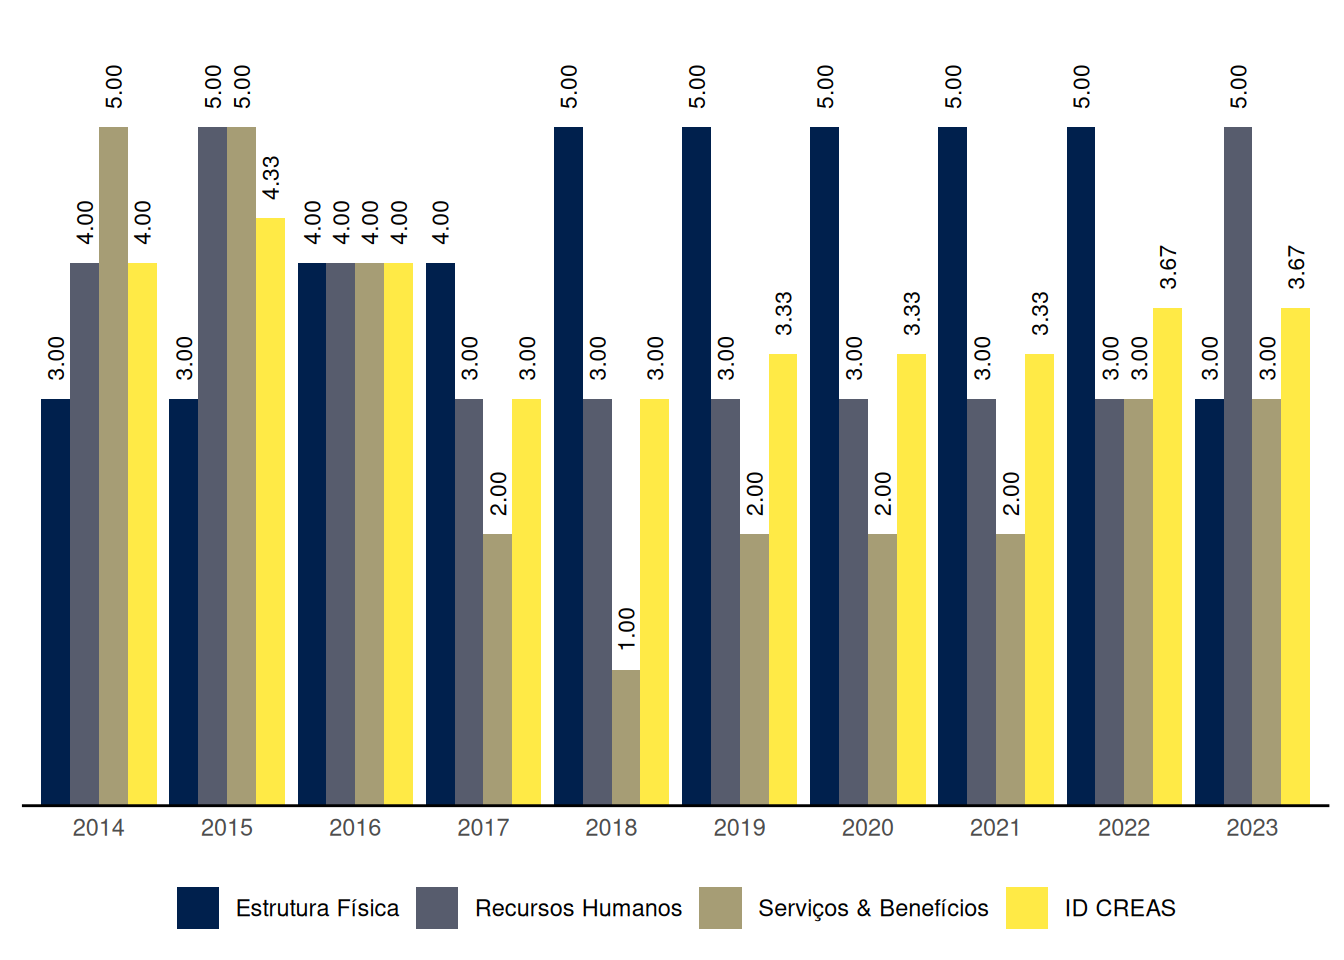 3.00 4.00 5.00 4.00
3.00 5.00 5.00 4.33
4.00 4.00 4.00 4.00
4.00 3.00 2.00 3.00
5.00 3.00 1.00 3.00
5.00 3.00 2.00 3.33
5.00 3.00 2.00 3.33
5.00 3.00 2.00 3.33
5.00 3.00 3.00 3.67
3.00 5.00 3.00 3.67
2014 2015 2016 2017 2018 2019 2020 2021 2022 2023
Estrutura Física Recursos Humanos Serviços & Benefícios ID CREAS